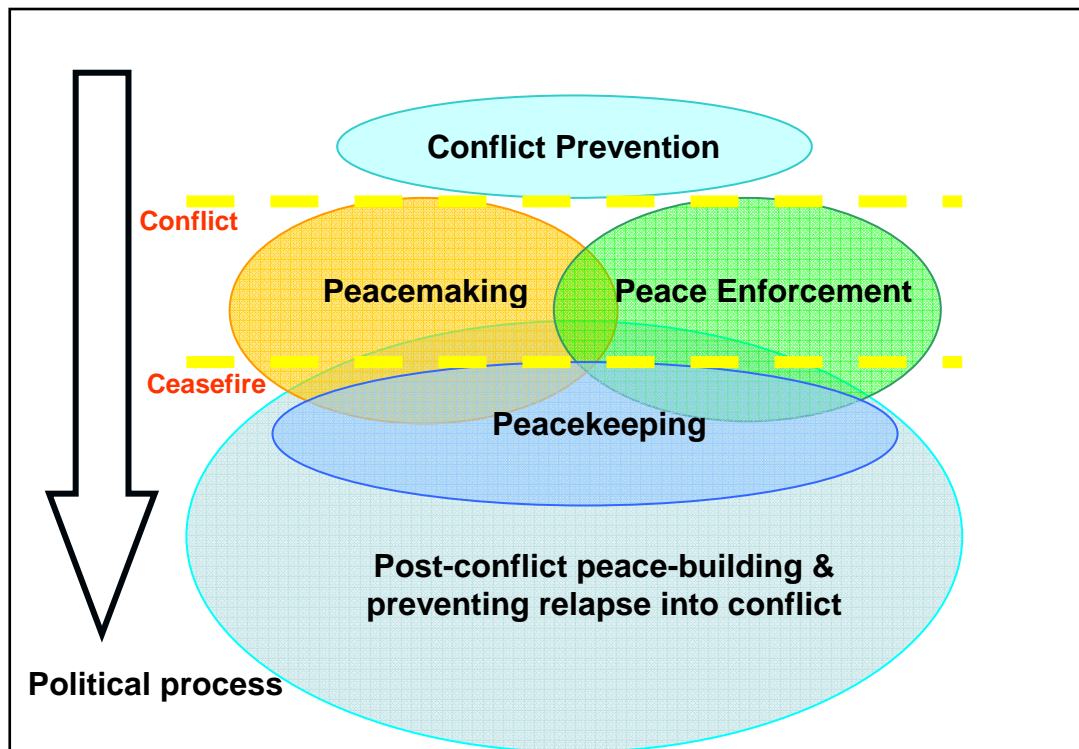 Conflict Prevention
Conflict
Peacemaking
Peace Enforcement
Ceasefire
Peacekeeping
Post-conflict peace-building &
preventing relapse into conflict
Political process